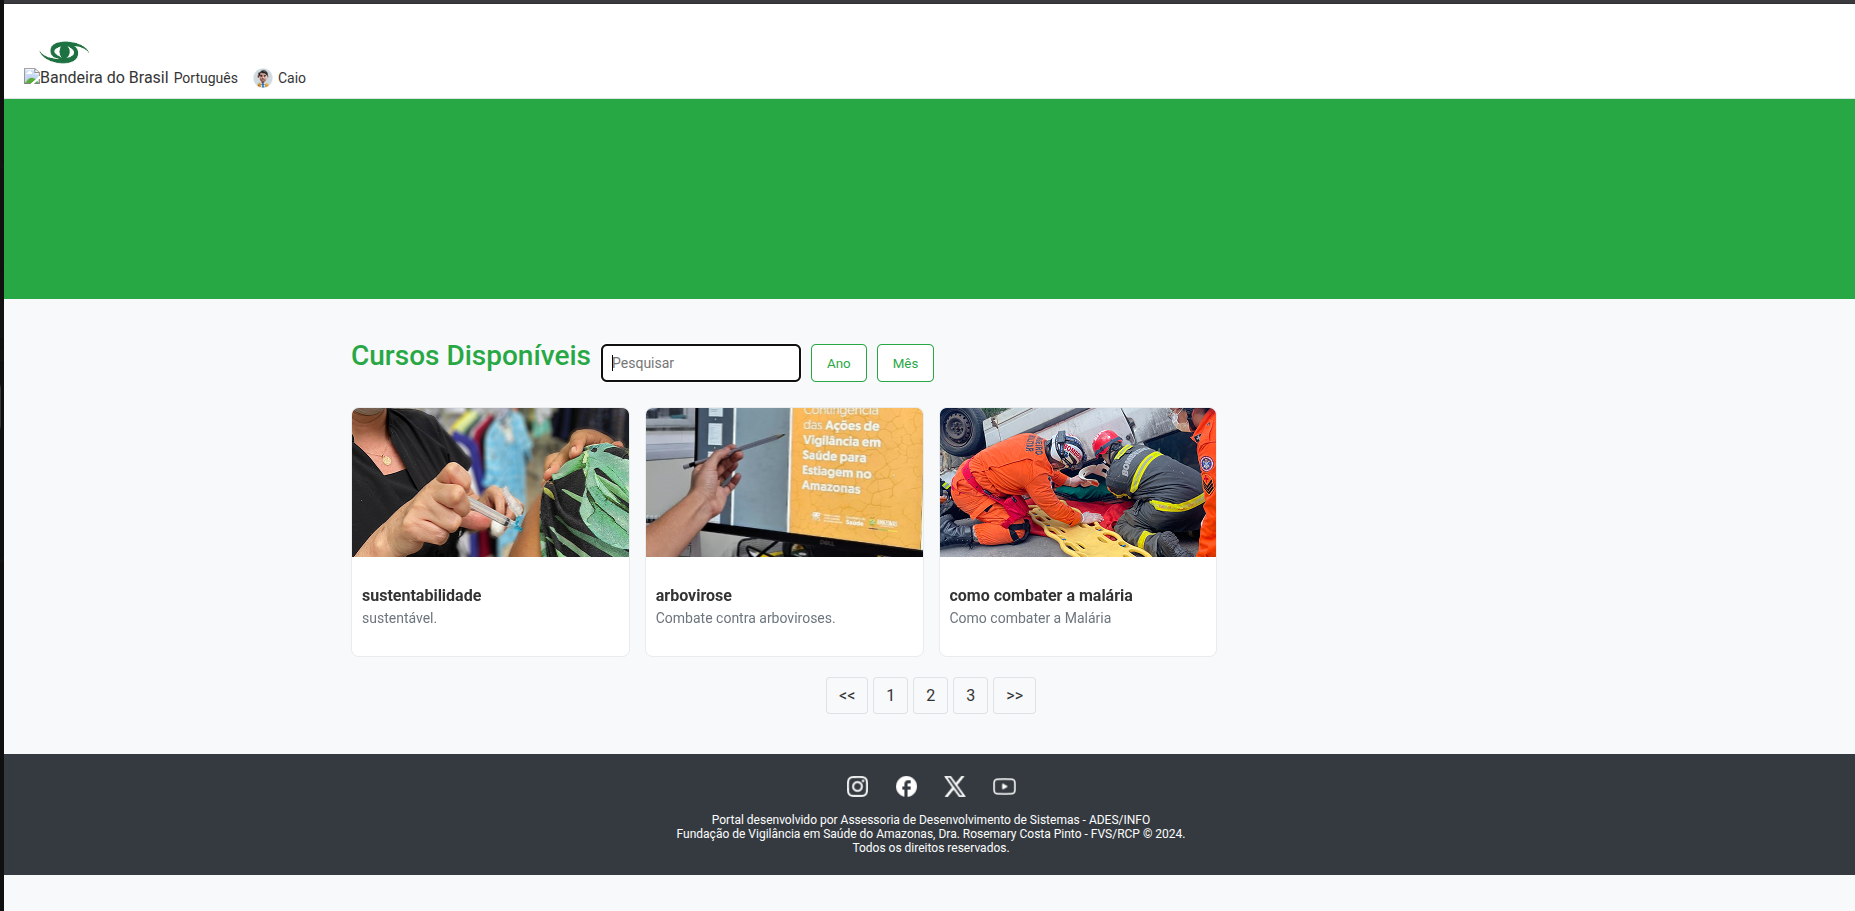 Bandeira do Brasil Português Caio
Cursos Disponíveis Pesquisar Ano Mês
Contingência
das Ações de
Vigilância em
Saúde para
Estiagem no
Amazonas
Saúde
DELL
sustentabilidade
sustentável.
arbovirose
Combate contra arboviroses.
como combater a malária
Como combater a Malária
<< 1 2 3 >>
Portal desenvolvido por Assessoria de Desenvolvimento de Sistemas - ADES/INFO
Fundação de Vigilância em Saúde do Amazonas, Dra. Rosemary Costa Pinto - FVS/RCP © 2024.
Todos os direitos reservados.